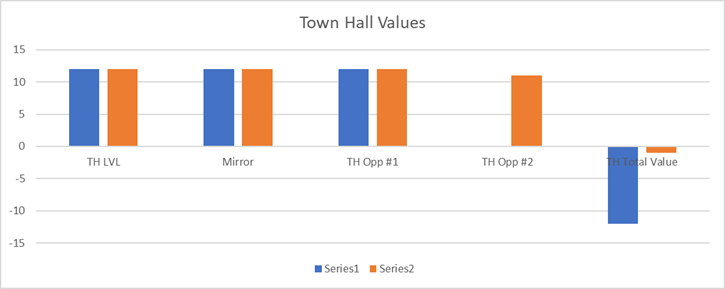 Town Hall Values
15
10
5
0
-5
-10
-15
TH LVL Mirror TH Opp #1 TH Opp #2 TH Total Value
Series1 Series2